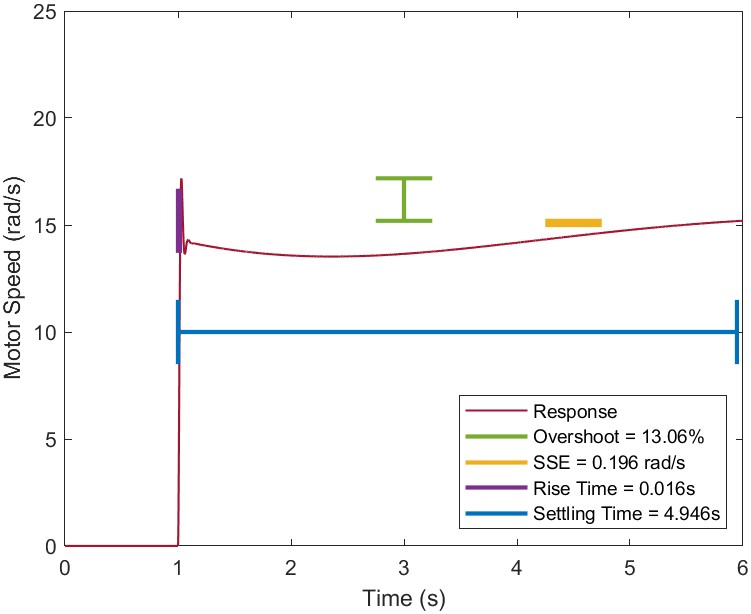 25
20
15
10
5
0
Motor Speed (rad/s)
0 1 2 3 4 5 6
Time (s)
Response
Overshoot = 13.06%
SSE = 0.196 rad/s
Rise Time = 0.016s
Settling Time = 4.946s